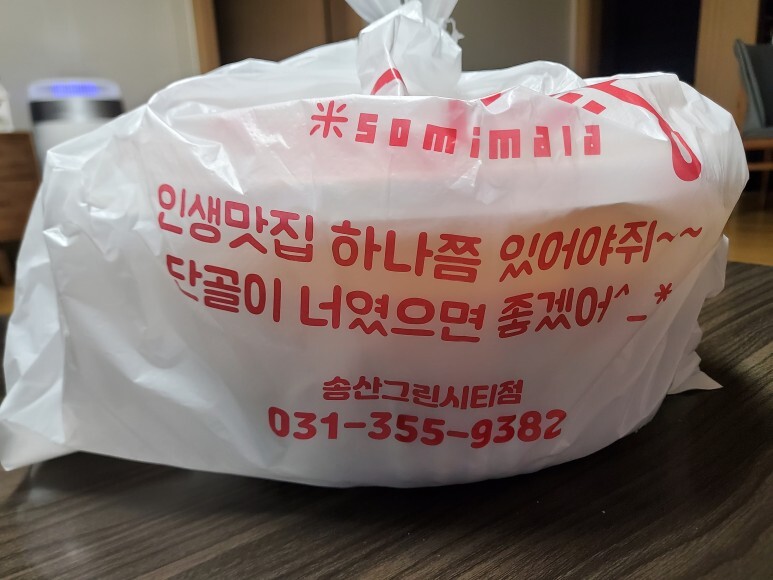 *somimala
인생맛집 하나쯤 있어야쥐~~
단골이 너였으면 좋겠어^_*
송산그린시티점
031-355-9382